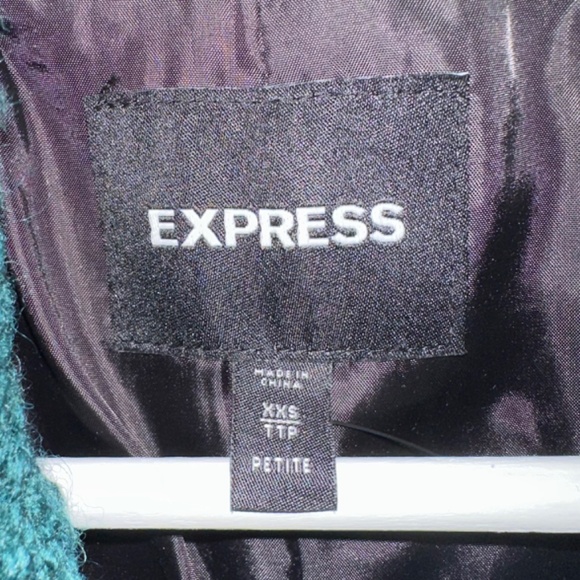 EXPRESS
MADE IN
CHINA
XXS
TTP
PETITE